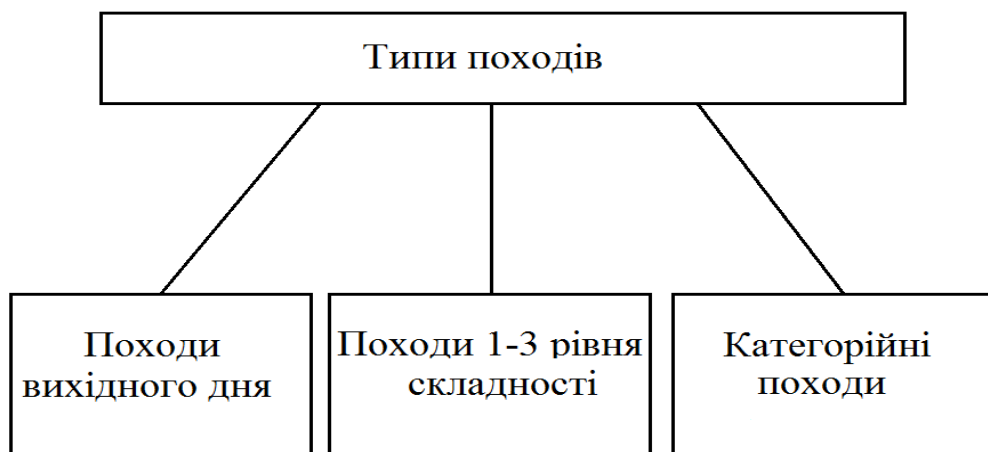 Типи походів
Походи
вихідного дня
Походи 1-3 рівня
складності
Категорійні
походи